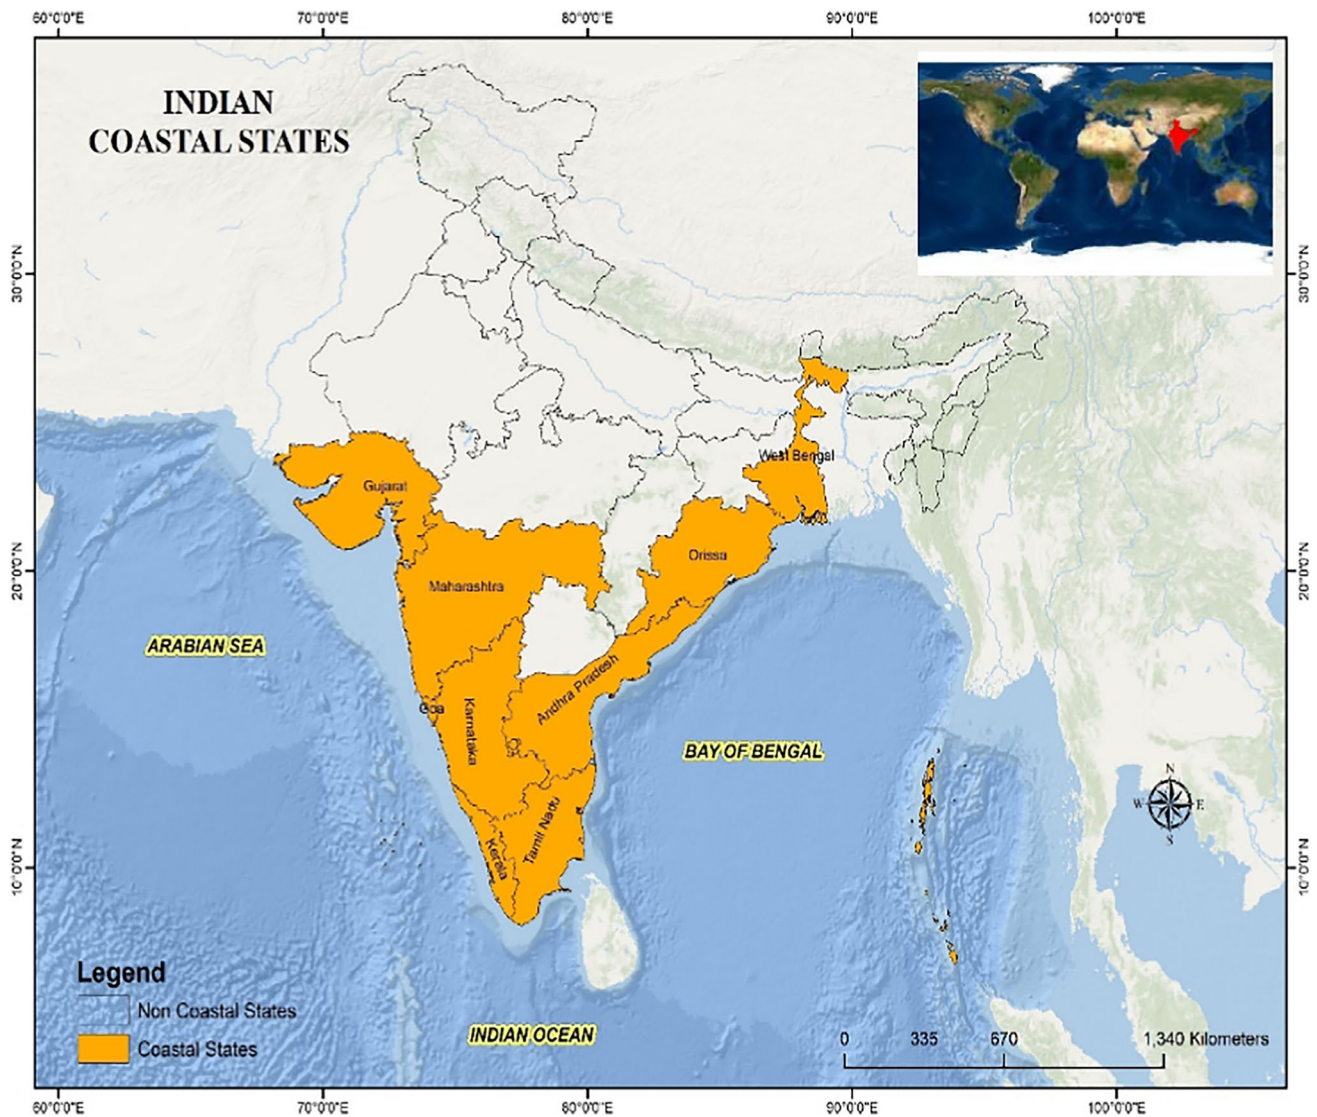 60°0'0"E 70°0'0"E 80°0'0"E 90°0'0"E 100°0'0"E
INDIAN
COASTAL STATES
30°0'0"N 30°0'0"N
West Bengal
Gujarat
Orissa
20°0'0"N 20°0'0"N
Maharashtra
ARABIAN SEA
Andhra Pradesh
Goa
Karnataka
BAY OF BENGAL
N
W E
S
Tamil Nadu
Kerala
10°0'0"N 10°0'0"N
Legend
Non Coastal States
Coastal States
INDIAN OCEAN
0 335 670 1,340 Kilometers
60°0'0"E 70°0'0"E 80°0'0"E 90°0'0"E 100°0'0"E